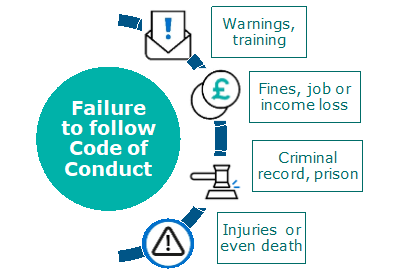 Failure
to follow
Code of
Conduct
!
Warnings,
training
£
Fines, job or
income loss
Criminal
record, prison
!
Injuries or
even death